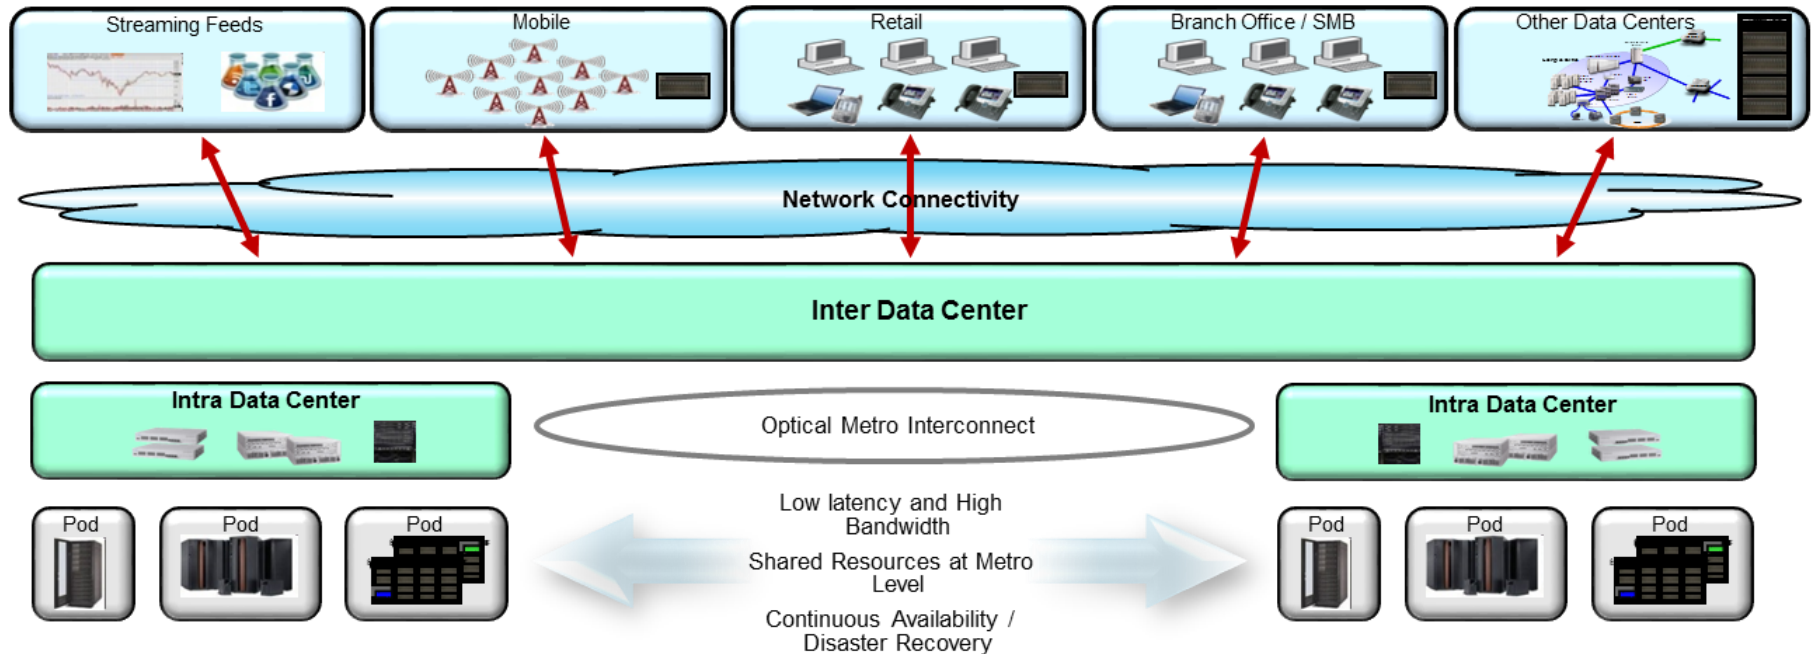 Streaming Feeds
Mobile
Retail
Branch Office / SMB
Other Data Centers
Network Connectivity
Inter Data Center
Intra Data Center
Optical Metro Interconnect
Intra Data Center
Low latency and High
Bandwidth
Shared Resources at Metro
Level
Continuous Availability /
Disaster Recovery
Pod
Pod
Pod
Pod
Pod
Pod